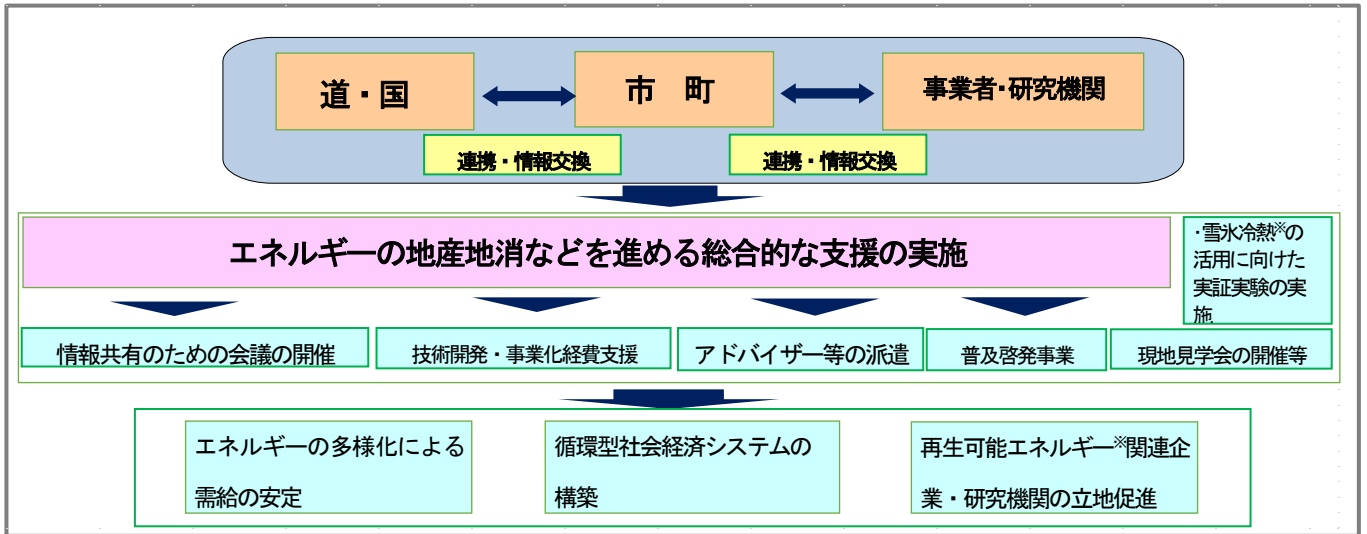 道・国
市　町
事業者・研究機関
連携・情報交換
連携・情報交換
エネルギーの地産地消などを進める総合的な支援の実施
・雪氷冷熱※の
活用に向けた
実証実験の実
施
情報共有のための会議の開催
技術開発・事業化経費支援
アドバイザー等の派遣
普及啓発事業
現地見学会の開催等
エネルギーの多様化による
需給の安定
循環型社会経済システムの
構築
再生可能エネルギー※関連企
業・研究機関の立地促進